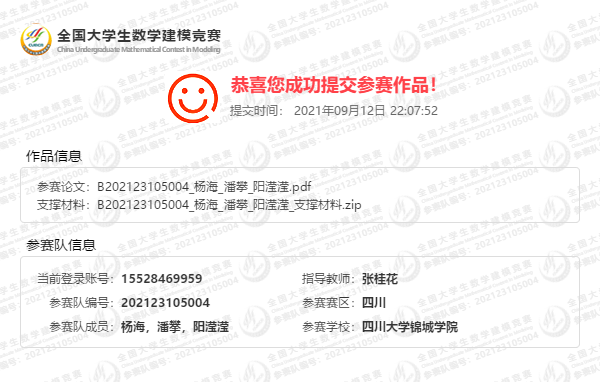 全国大学生数学建模竞赛
China Undergraduate Mathematical Contest in Modeling
恭喜您成功提交参赛作品!
提交时间： 2021年09月12日 22:07:52
作品信息
参赛论文：B202123105004_杨海_潘攀_阳滢滢.pdf
支撑材料：B202123105004_杨海_潘攀_阳滢滢_支撑材料.zip
参赛队信息
当前登录账号：15528469959 指导教师：张桂花
参赛队编号：202123105004 参赛赛区：四川
参赛队成员：杨海，潘攀，阳滢滢 参赛学校：四川大学锦城学院